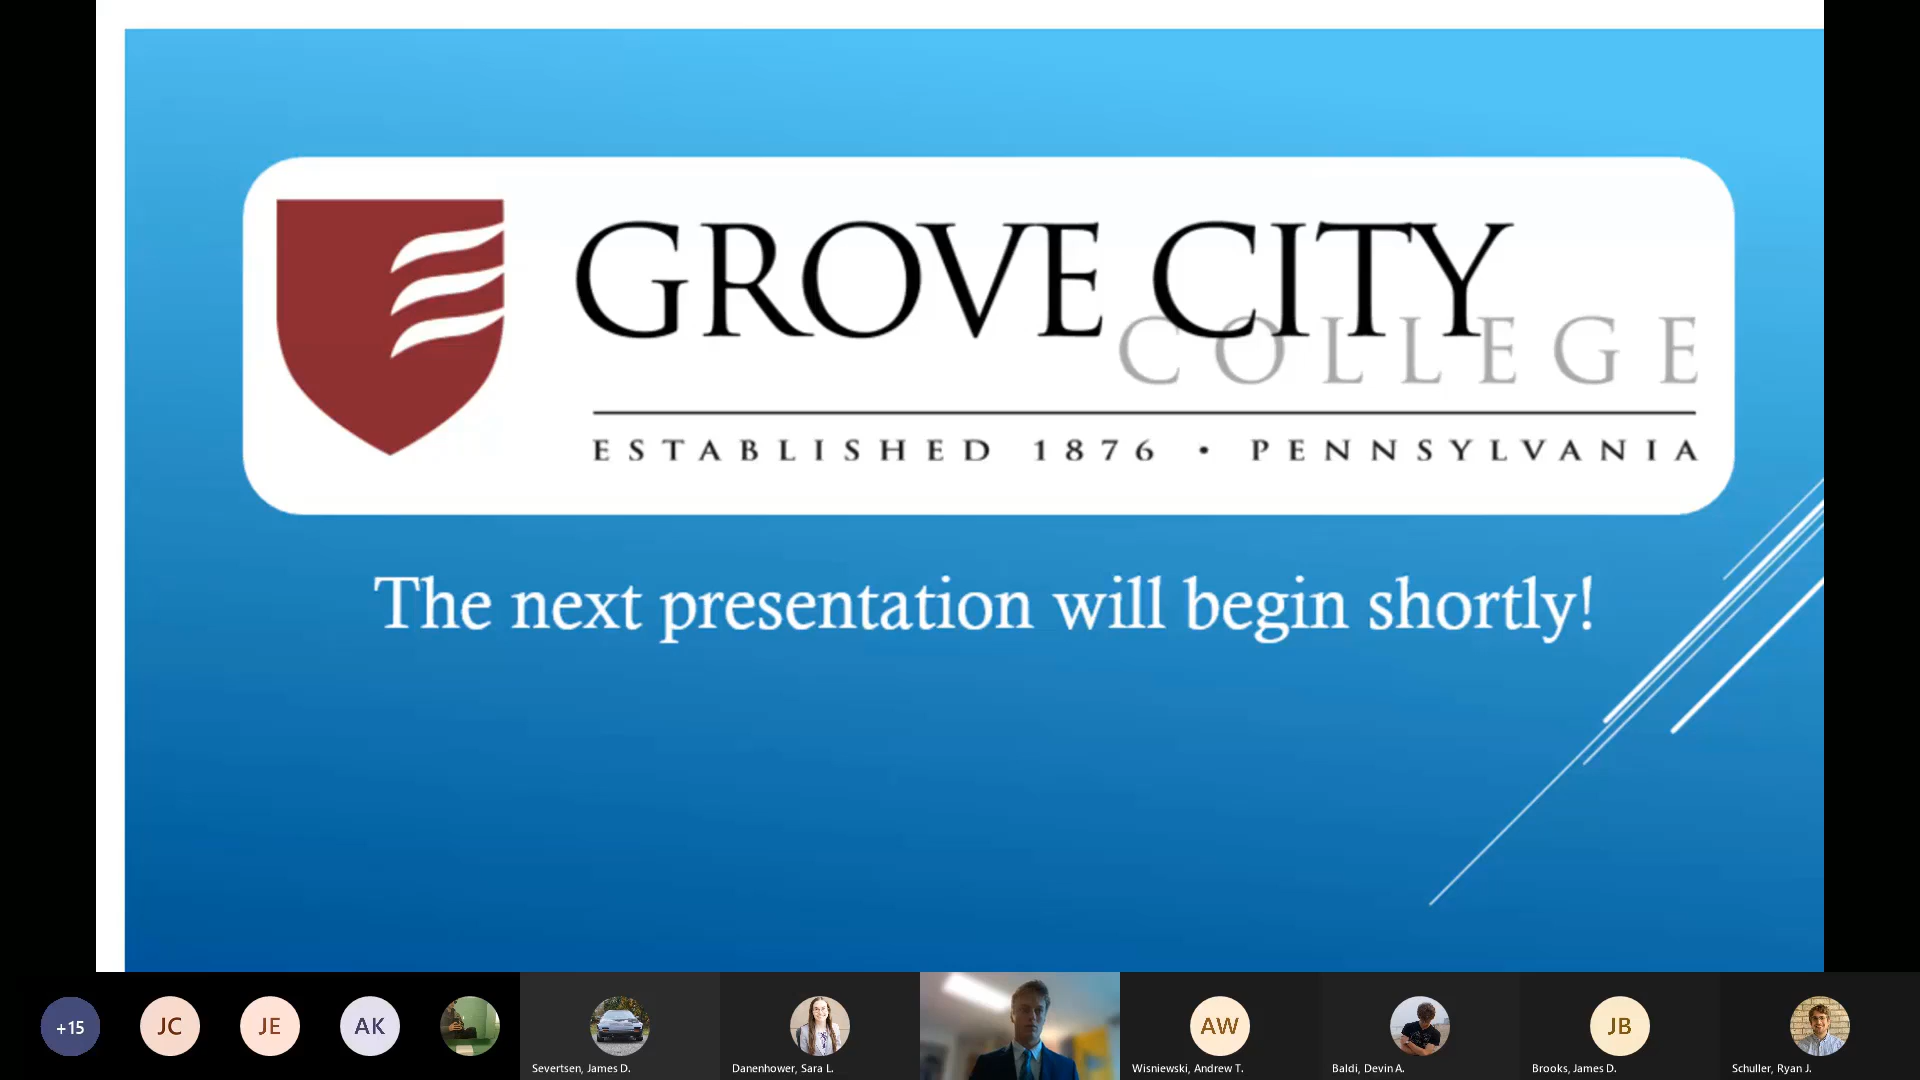 GROVE CITY
COLLEGE
ESTABLISHED 1876 • PENNSYLVANIA
The next presentation will begin shortly!
+15
JC
JE
AK
AW
JB
Severtsen, James D.
Danenhower, Sara L.
Wisniewski, Andrew T.
Baldi, Devin A.
Brooks, James D.
Schuller, Ryan J.